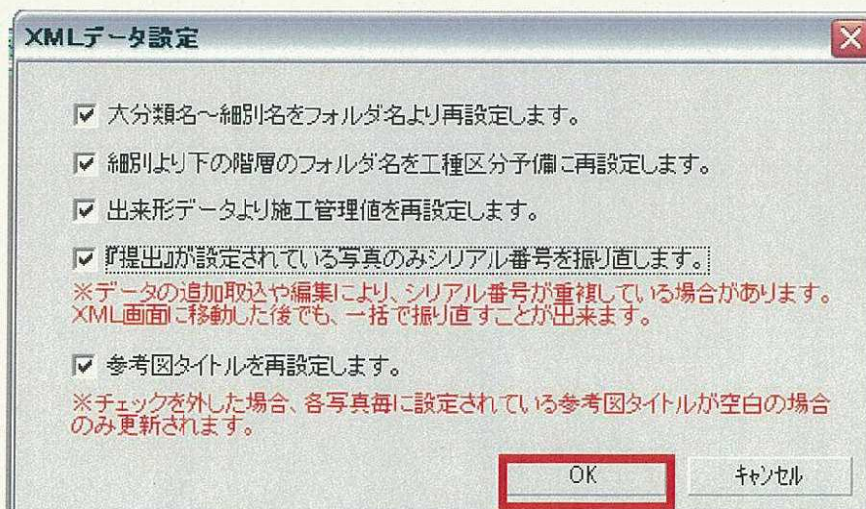 XMLデータ設定
大分類名～細別名をフォルダ名より再設定します。
細別より下の階層のフォルダ名を工種区分予備に再設定します。
出来形データより施工管理値を再設定します。
『提出』が設定されている写真のみシリアル番号を振り直します。
※データの追加取込や編集により、シリアル番号が重複している場合があります。
XML画面に移動した後でも、一括で振り直すことが出来ます。
参考図タイトルを再設定します。
※チェックを外した場合、各写真毎に設定されている参考図タイトルが空白の場合
のみ更新されます。
OK
キャンセル